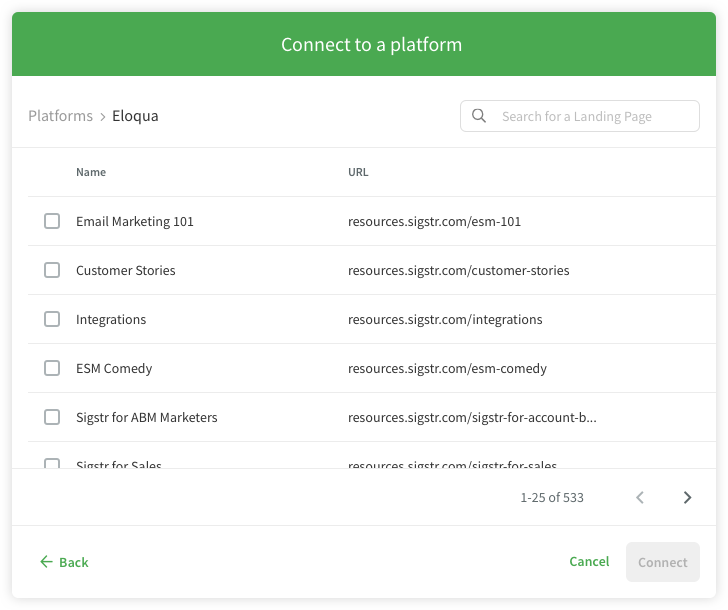 Connect to a platform
Platforms > Eloqua
Search for a Landing Page
Name URL
Email Marketing 101 resources.sigstr.com/esm-101
Customer Stories resources.sigstr.com/customer-stories
Integrations resources.sigstr.com/integrations
ESM Comedy resources.sigstr.com/esm-comedy
Sigstr for ABM Marketers resources.sigstr.com/sigstr-for-account-b...
Sigstr for Sales resources.sigstr.com/sigstr-for-sales
1-25 of 533
Back Cancel Connect